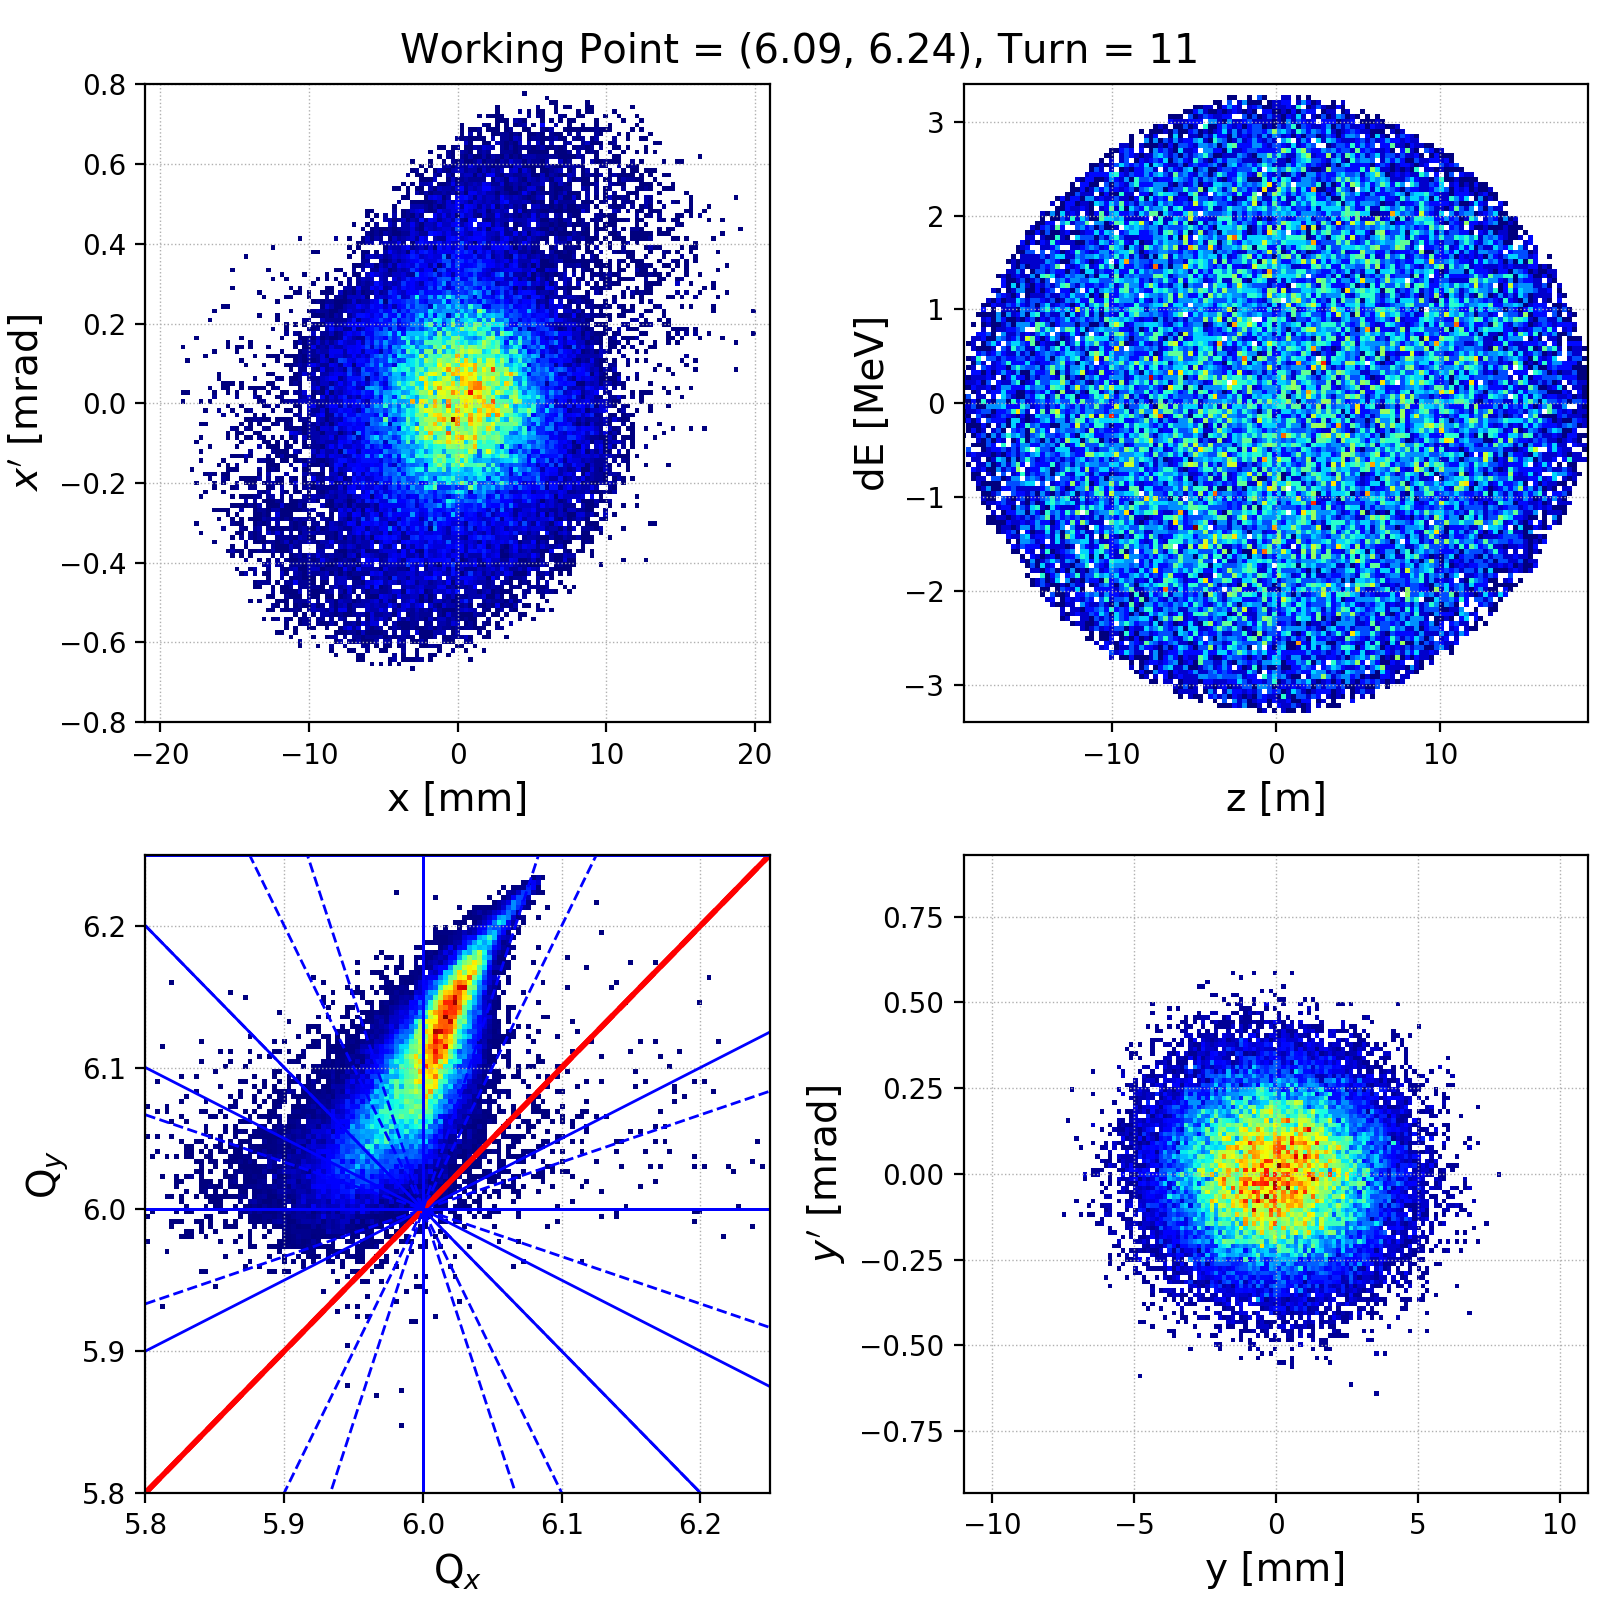 Working Point = (6.09, 6.24), Turn = 11
0.8
0.6
0.4
0.2
0.0
−0.2
−0.4
−0.6
−0.8
x′ [mrad]
−20 −10 0 10 20
x [mm]
3
2
1
0
−1
−2
−3
dE [MeV]
−10 0 10
z [m]
6.2
6.1
6.0
5.9
5.8
Qy
5.8 5.9 6.0 6.1 6.2
Qx
0.75
0.50
0.25
0.00
−0.25
−0.50
−0.75
y′ [mrad]
−10 −5 0 5 10
y [mm]